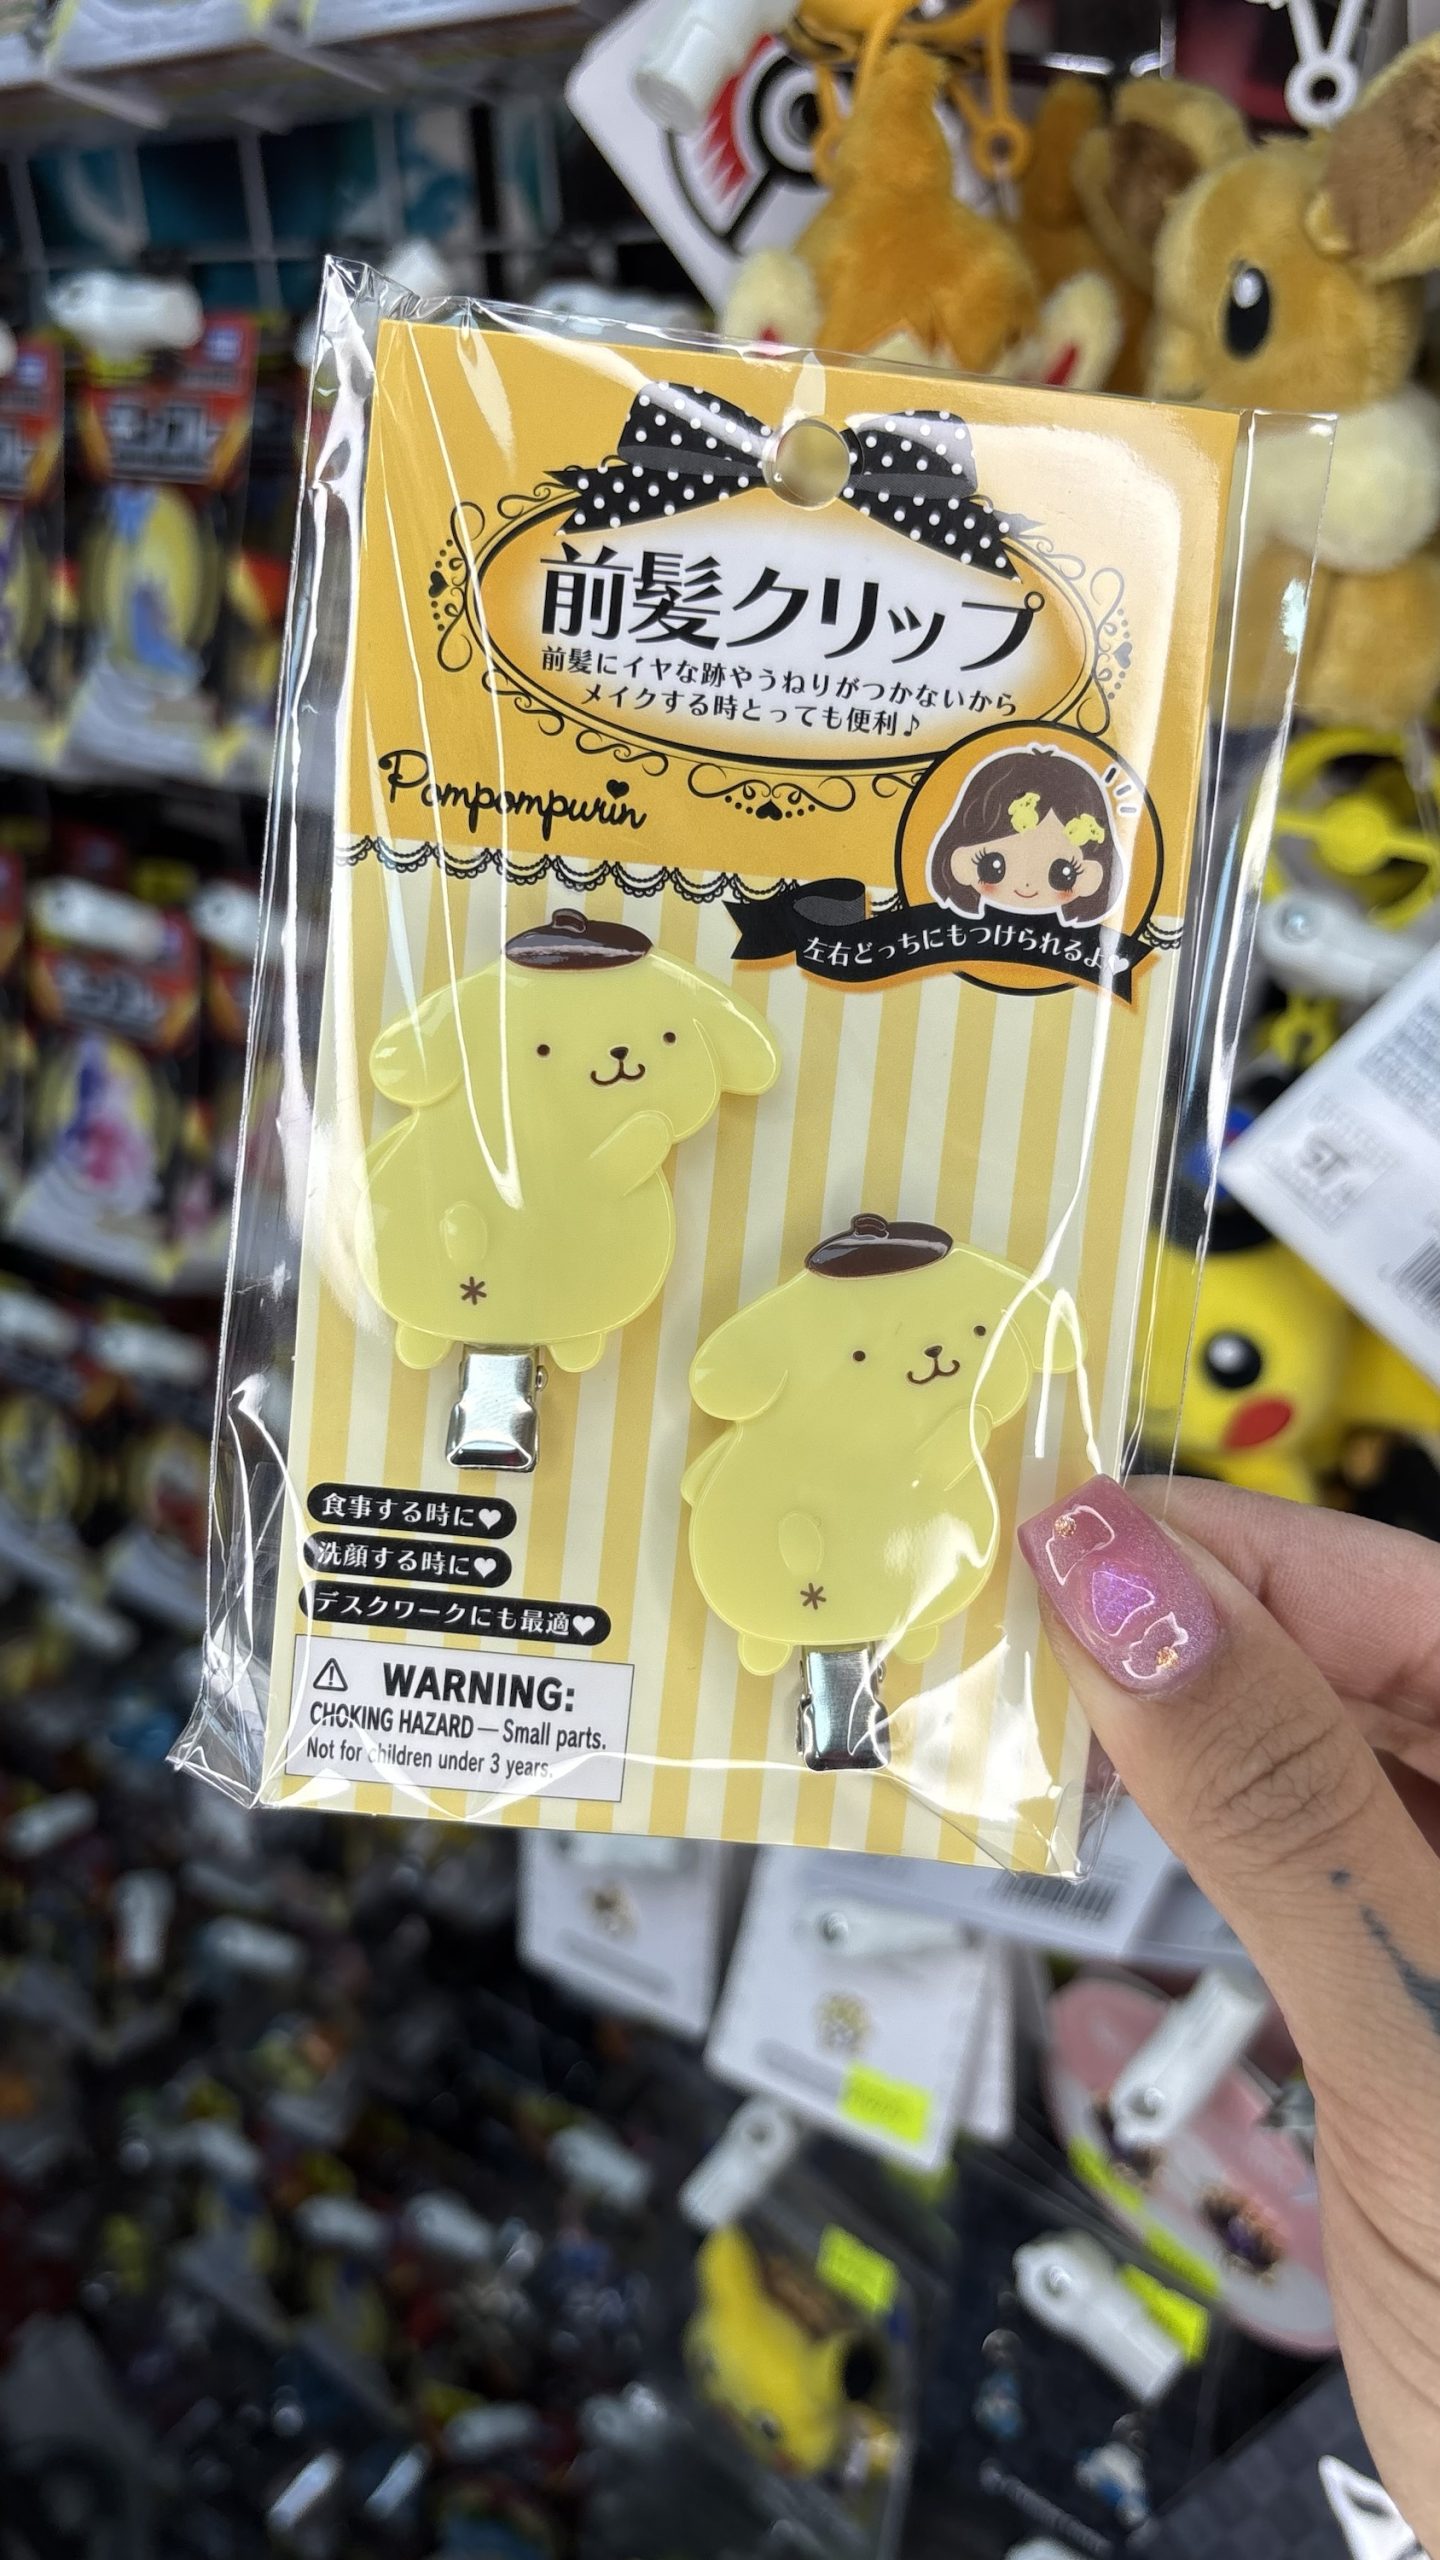 前髪クリップ
前髪にイヤな跡やうねりがつかないから
メイクする時とっても便利♪
Pompompurin
左右どっちにもつけられるよ♥
食事する時に♥
洗顔する時に♥
デスクワークにも最適♥
WARNING:
CHOKING HAZARD — Small parts.
Not for children under 3 years.